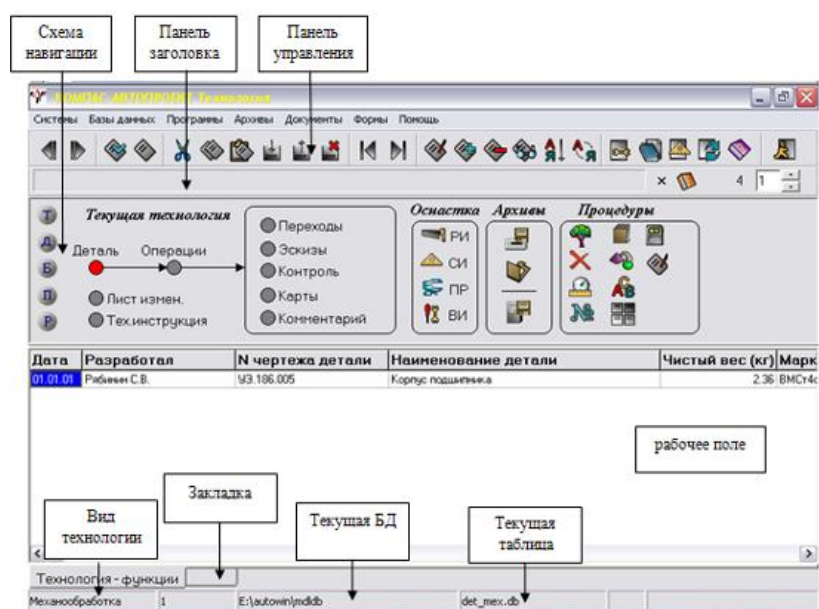 Схема навигации
Панель заголовка
Панель управления
КОМПАС-АВТОПРОЕКТ Технология
Системы Базы данных Программы Архивы Документы Формы Помощь
4 1
Т
Д
Б
П
Р
Текущая технология
Деталь Операции
Лист измен.
Тех.инструкция
Переходы
Эскизы
Контроль
Карты
Комментарий
Оснастка
РИ
СИ
ПР
ВИ
Архивы
Процедуры
Дата Разработал N чертежа детали Наименование детали Чистый вес (кг) Марк
01.01.01 С.В. УЭ.186.005 Корпус подшипника 2.36 ВМСт4с
рабочее поле
Вид технологии
Закладка
Текущая БД
Текущая таблица
Технология - функции
Механообработка 1 E:\autowin\mdldb det_mex.db